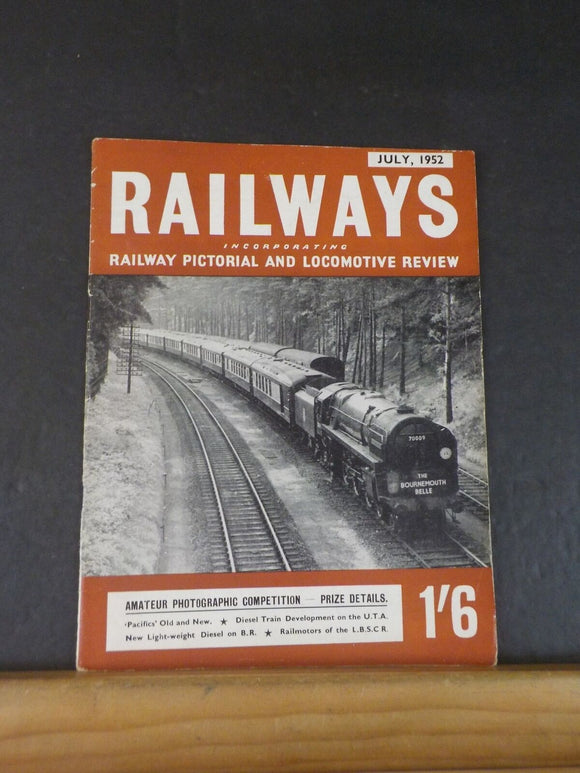 JULY, 1952
RAILWAYS
INCORPORATING
RAILWAY PICTORIAL AND LOCOMOTIVE REVIEW
70009
THE
BOURNEMOUTH
BELLE
AMATEUR PHOTOGRAPHIC COMPETITION — PRIZE DETAILS.
'Pacifics' Old and New. ★ Diesel Train Development on the U.T.A.
New Light-weight Diesel on B.R. ★ Railmotors of the L.B.S.C R.
1'6